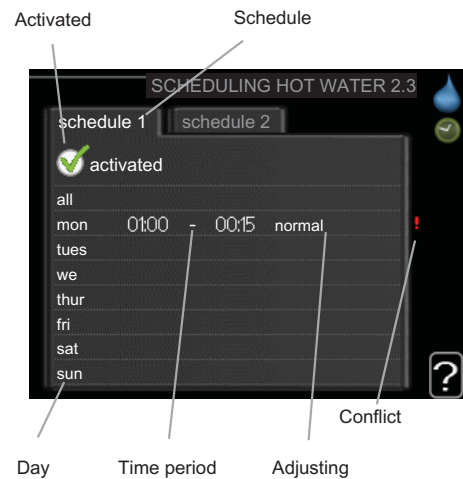 Activated Schedule
SCHEDULING HOT WATER 2.3
schedule 1 schedule 2
activated
all
mon 01:00 - 00:15 normal !
tues
we
thur
fri
sat
sun
?
Conflict
Day Time period Adjusting